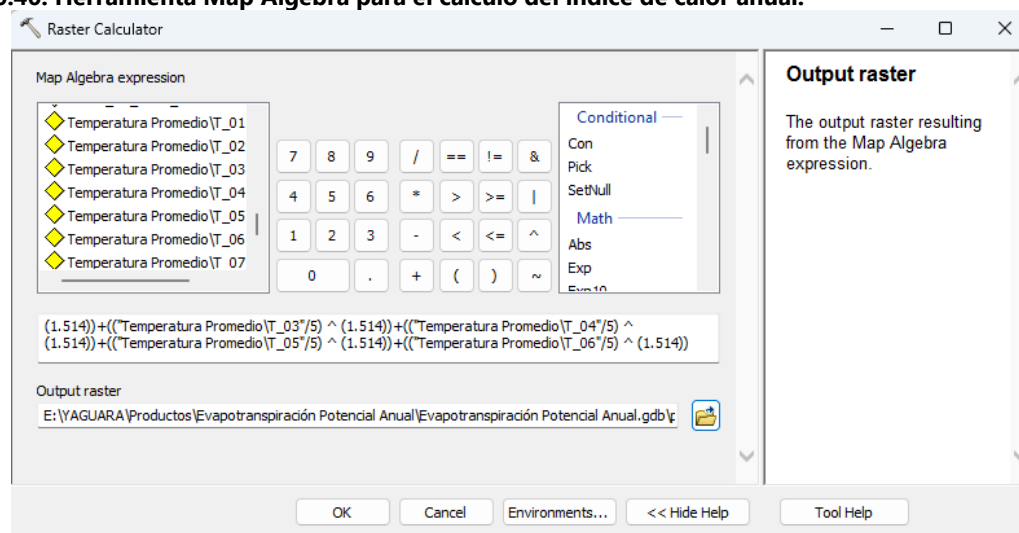 .40. Herramienta Map Algebra para el cálculo del índice de calor anual.
Raster Calculator
Map Algebra expression
Temperatura Promedio\T_01
Temperatura Promedio\T_02
Temperatura Promedio\T_03
Temperatura Promedio\T_04
Temperatura Promedio\T_05
Temperatura Promedio\T_06
Temperatura Promedio\T_07
7 8 9 / == != &
4 5 6 * > >= |
1 2 3 - < <= ^
0 . + ( ) ~
Conditional
Con
Pick
SetNull
Math
Abs
Exp
Exp10
(1.514))+(("Temperatura Promedio\T_03"/5) ^ (1.514))+(("Temperatura Promedio\T_04"/5) ^
(1.514))+(("Temperatura Promedio\T_05"/5) ^ (1.514))+(("Temperatura Promedio\T_06"/5) ^ (1.514))
Output raster
E:\YAGUARA\Productos\Evapotranspiración Potencial Anual\Evapotranspiración Potencial Anual.gdb\p
OK Cancel Environments... << Hide Help Tool Help
Output raster
The output raster resulting
from the Map Algebra
expression.